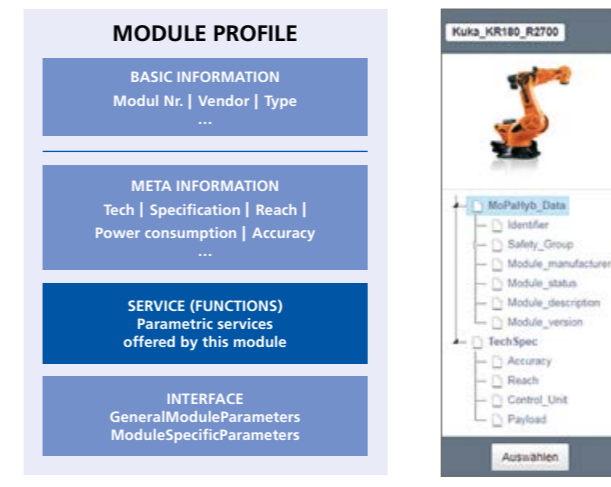 MODULE PROFILE
BASIC INFORMATION
Modul Nr. | Vendor | Type
...
META INFORMATION
Tech | Specification | Reach |
Power consumption | Accuracy
...
SERVICE (FUNCTIONS)
Parametric services
offered by this module
INTERFACE
GeneralModuleParameters
ModuleSpecificParameters
Kuka_KR180_R2700
MoPaHyb_Data
Identifier
Safety_Group
Module_manufacturer
Module_status
Module_description
Module_version
TechSpec
Accuracy
Reach
Control_Unit
Payload
Auswählen